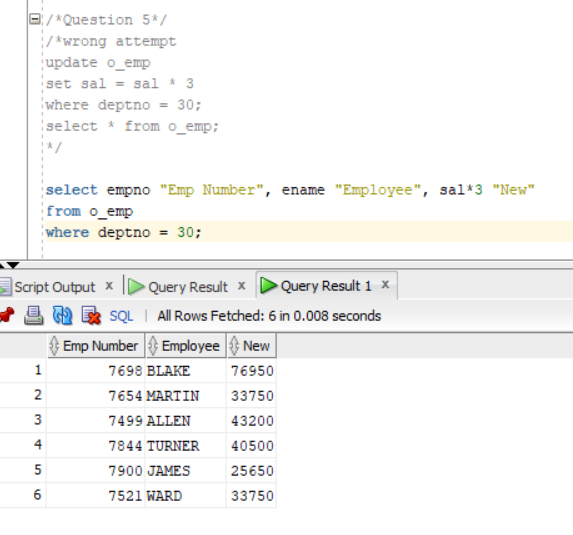 /*Question 5*/
/*wrong attempt
update o_emp
set sal = sal * 3
where deptno = 30;
select * from o_emp;
*/
select empno "Emp Number", ename "Employee", sal*3 "New"
from o_emp
where deptno = 30;
Script Output x Query Result x Query Result 1 x
SQL | All Rows Fetched: 6 in 0.008 seconds
Emp Number Employee New
1 7698 BLAKE 76950
2 7654 MARTIN 33750
3 7499 ALLEN 43200
4 7844 TURNER 40500
5 7900 JAMES 25650
6 7521 WARD 33750